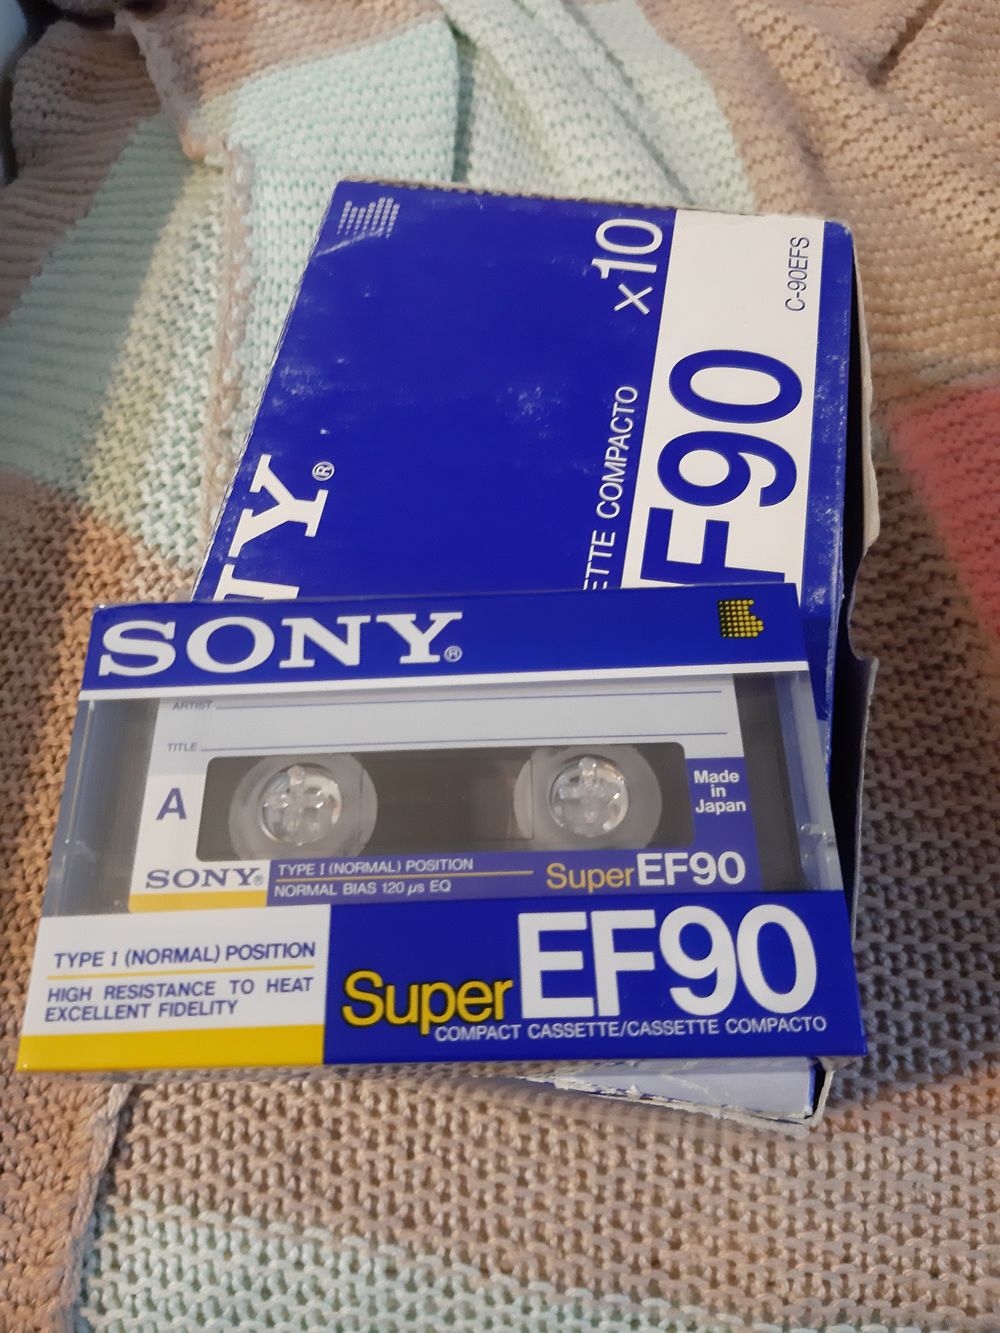 x10
C-90EFS
NY®
ETTE COMPACTO
F90
SONY®
ARTIST
TITLE
A
Made
in
Japan
SONY®
TYPE I (NORMAL) POSITION
NORMAL BIAS 120 µs EQ
Super EF90
TYPE I (NORMAL) POSITION
HIGH RESISTANCE TO HEAT
EXCELLENT FIDELITY
Super EF90
COMPACT CASSETTE/CASSETTE COMPACTO